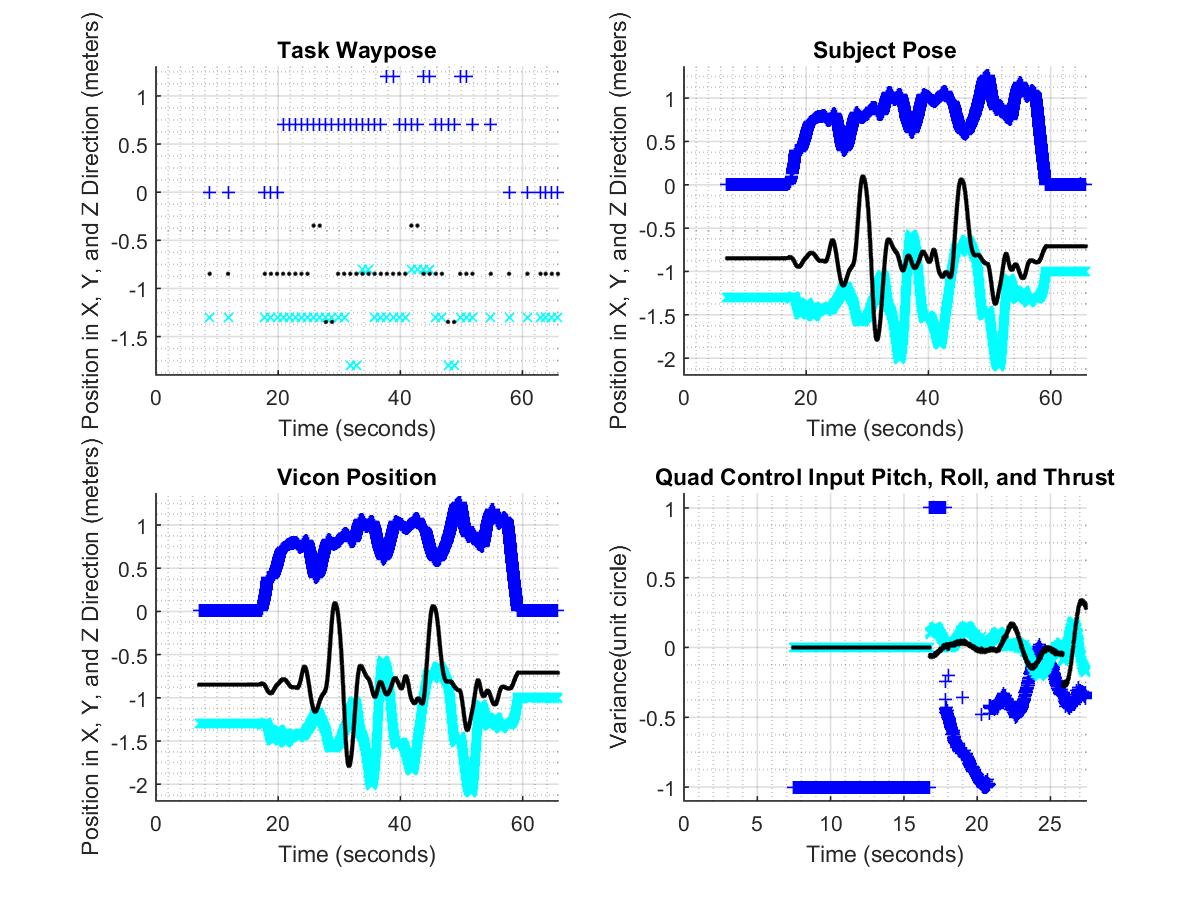 Task Waypose
Position in X, Y, and Z Direction (meters)
1
0.5
0
-0.5
-1
-1.5
0 20 40 60
Time (seconds)
Subject Pose
Position in X, Y, and Z Direction (meters)
1
0.5
0
-0.5
-1
-1.5
-2
0 20 40 60
Time (seconds)
Vicon Position
Position in X, Y, and Z Direction (meters)
1
0.5
0
-0.5
-1
-1.5
-2
0 20 40 60
Time (seconds)
Quad Control Input Pitch, Roll, and Thrust
Variance(unit circle)
1
0.5
0
-0.5
-1
0 5 10 15 20 25
Time (seconds)